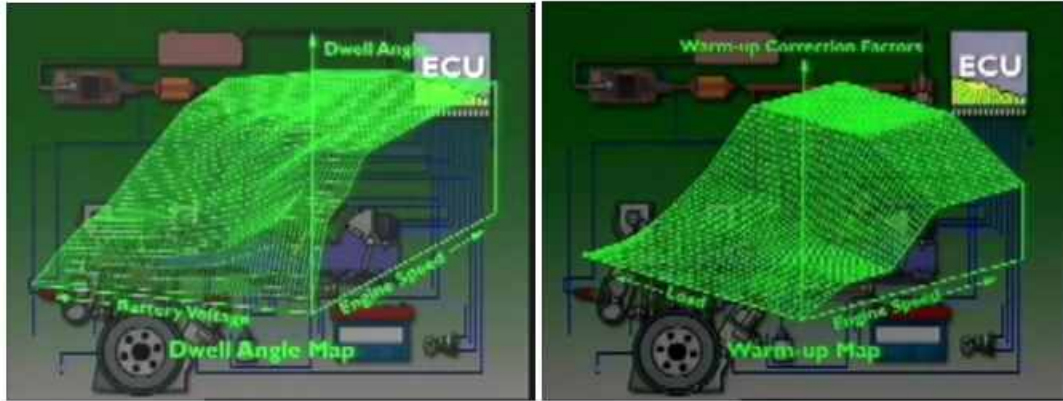 Dwell Angle
ECU
Battery Voltage
Engine Speed
Dwell Angle Map
Warm-up Correction Factors
ECU
Load
Engine Speed
Warm-up Map